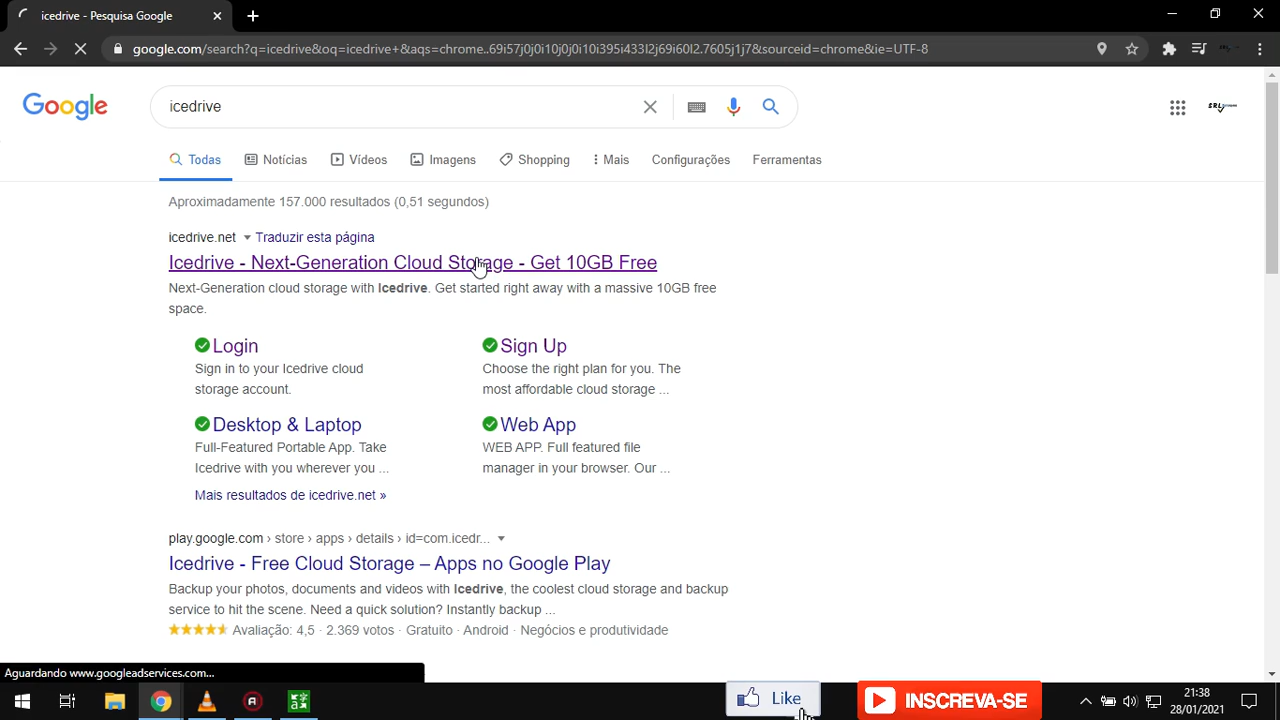 icedrive - Pesquisa Google
google.com/search?q=icedrive&oq=icedrive+&aqs=chrome..69i57j0j0i10j0j0i10i395i433l2j69i60l2.7605j1j7&sourceid=chrome&ie=UTF-8
Google
icedrive
Todas Notícias Vídeos Imagens Shopping Mais Configurações Ferramentas
Aproximadamente 157.000 resultados (0,51 segundos)
icedrive.net Traduzir esta página
Icedrive - Next-Generation Cloud Storage - Get 10GB Free
Next-Generation cloud storage with Icedrive. Get started right away with a massive 10GB free
space.
Login
Sign in to your Icedrive cloud
storage account.
Sign Up
Choose the right plan for you. The
most affordable cloud storage ...
Desktop & Laptop
Full-Featured Portable App. Take
Icedrive with you wherever you ...
Web App
WEB APP. Full featured file
manager in your browser. Our ...
Mais resultados de icedrive.net »
play.google.com › store › apps › details › id=com.icedr...
Icedrive - Free Cloud Storage – Apps no Google Play
Backup your photos, documents and videos with Icedrive, the coolest cloud storage and backup
service to hit the scene. Need a quick solution? Instantly backup ...
Avaliação: 4,5 · 2.369 votos · Gratuito · Android · Negócios e produtividade
Aguardando www.googleadservices.com...
Like
INSCREVA-SE
21:38
28/01/2021